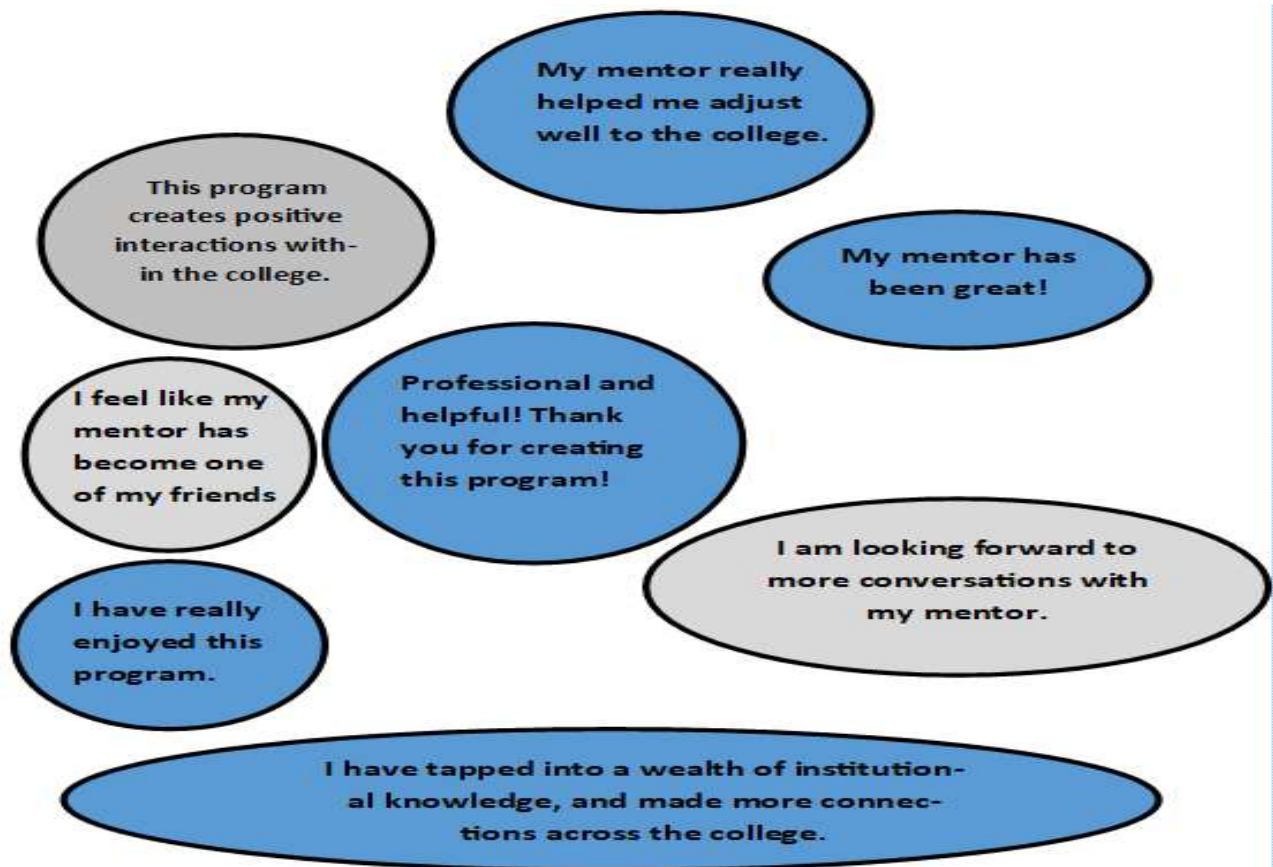 My mentor really
helped me adjust
well to the college.
This program
creates positive
interactions with-
in the college.
My mentor has
been great!
Professional and
helpful! Thank
you for creating
this program!
I feel like my
mentor has
become one
of my friends
I am looking forward to
more conversations with
my mentor.
I have really
enjoyed this
program.
I have tapped into a wealth of institution-
al knowledge, and made more connec-
tions across the college.